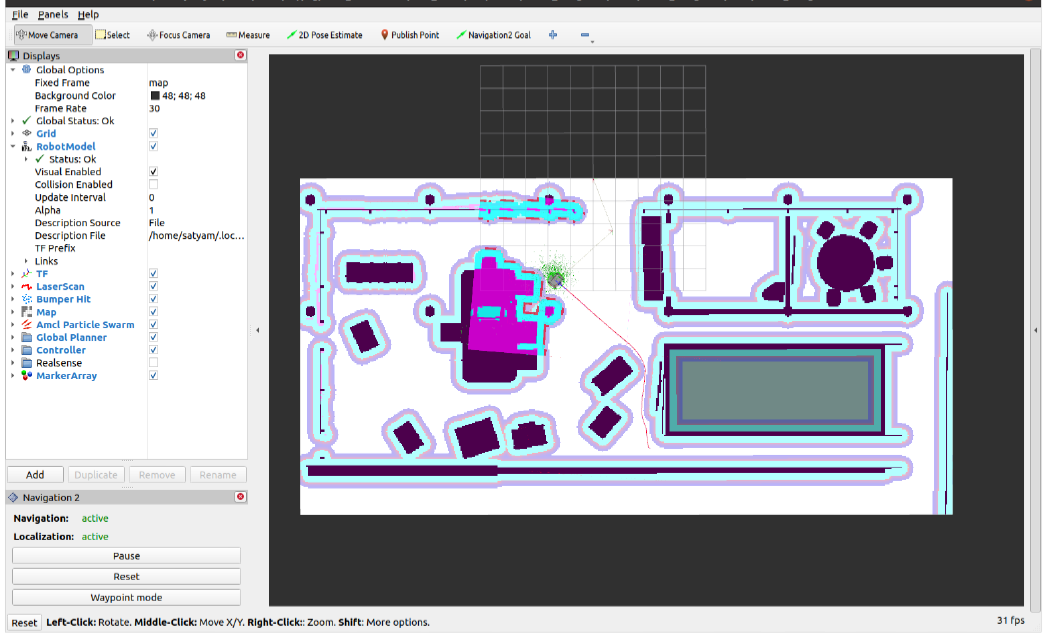 File Panels Help
Move Camera Select Focus Camera Measure 2D Pose Estimate Publish Point Navigation2 Goal
Displays
Global Options
Fixed Frame map
Background Color 48; 48; 48
Frame Rate 30
Global Status: Ok
Grid
RobotModel
Status: Ok
Visual Enabled
Collision Enabled
Update Interval 0
Alpha 1
Description Source File
Description File /home/satyam/.loc...
TF Prefix
Links
TF
LaserScan
Bumper Hit
Map
Amcl Particle Swarm
Global Planner
Controller
Realsense
MarkerArray
Add Duplicate Remove Rename
Navigation 2
Navigation: active
Localization: active
Pause
Reset
Waypoint mode
Reset Left-Click: Rotate. Middle-Click: Move X/Y. Right-Click:: Zoom. Shift: More options. 31 fps